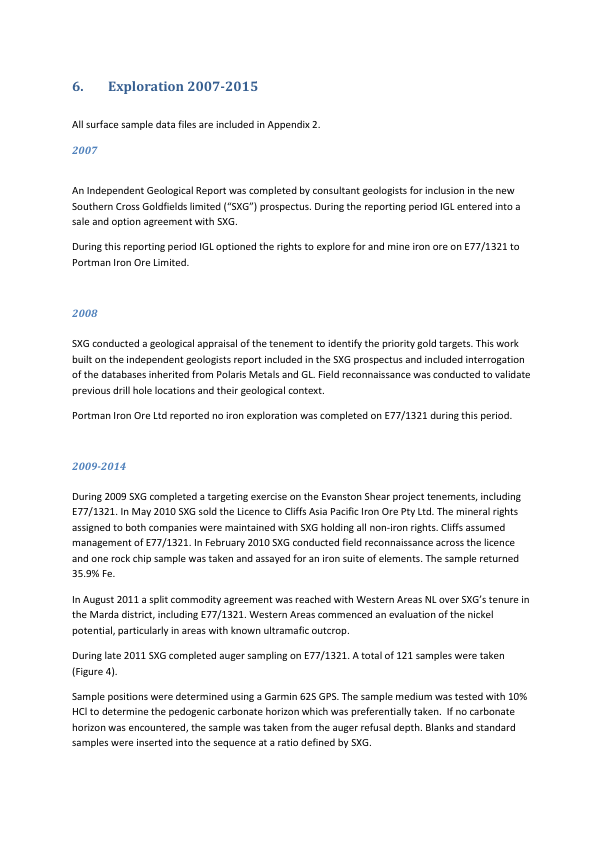 6. Exploration 2007-2015
All surface sample data files are included in Appendix 2.
2007
An Independent Geological Report was completed by consultant geologists for inclusion in the new
Southern Cross Goldfields limited (“SXG”) prospectus. During the reporting period IGL entered into a
sale and option agreement with SXG.
During this reporting period IGL optioned the rights to explore for and mine iron ore on E77/1321 to
Portman Iron Ore Limited.
2008
SXG conducted a geological appraisal of the tenement to identify the priority gold targets. This work
built on the independent geologists report included in the SXG prospectus and included interrogation
of the databases inherited from Polaris Metals and GL. Field reconnaissance was conducted to validate
previous drill hole locations and their geological context.
Portman Iron Ore Ltd reported no iron exploration was completed on E77/1321 during this period.
2009-2014
During 2009 SXG completed a targeting exercise on the Evanston Shear project tenements, including
E77/1321. In May 2010 SXG sold the Licence to Cliffs Asia Pacific Iron Ore Pty Ltd. The mineral rights
assigned to both companies were maintained with SXG holding all non-iron rights. Cliffs assumed
management of E77/1321. In February 2010 SXG conducted field reconnaissance across the licence
and one rock chip sample was taken and assayed for an iron suite of elements. The sample returned
35.9% Fe.
In August 2011 a split commodity agreement was reached with Western Areas NL over SXG’s tenure in
the Marda district, including E77/1321. Western Areas commenced an evaluation of the nickel
potential, particularly in areas with known ultramafic outcrop.
During late 2011 SXG completed auger sampling on E77/1321. A total of 121 samples were taken
(Figure 4).
Sample positions were determined using a Garmin 62S GPS. The sample medium was tested with 10%
HCl to determine the pedogenic carbonate horizon which was preferentially taken. If no carbonate
horizon was encountered, the sample was taken from the auger refusal depth. Blanks and standard
samples were inserted into the sequence at a ratio defined by SXG.